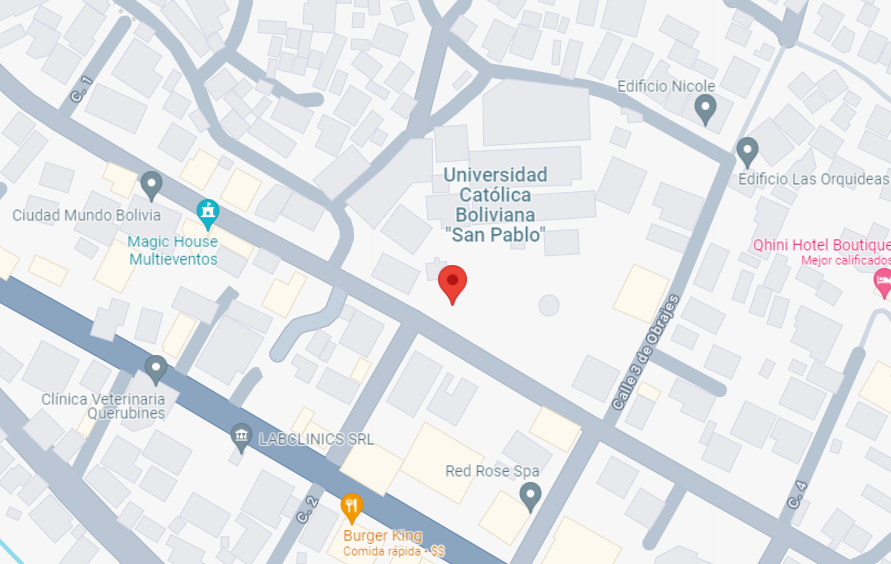 Edificio Nicole
C. 1
Universidad
Católica
Boliviana
"San Pablo"
Edificio Las Orquideas
Ciudad Mundo Bolivia
Magic House
Multieventos
Qhini Hotel Boutique
Mejor calificados
Calle 3 de Obrajes
Clínica Veterinaria
Querubines
LABCLINICS SRL
Red Rose Spa
C. 4
C. 2
Burger King
Comida rápida · $$